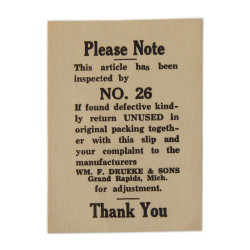 Please Note
This article has been
inspected by
NO. 26
If found defective kind-
ly return UNUSED in
original packing togeth-
er with this slip and
your complaint to the
manufacturers
WM. F. DRUEKE & SONS
Grand Rapids, Mich.
for adjustment.
Thank You